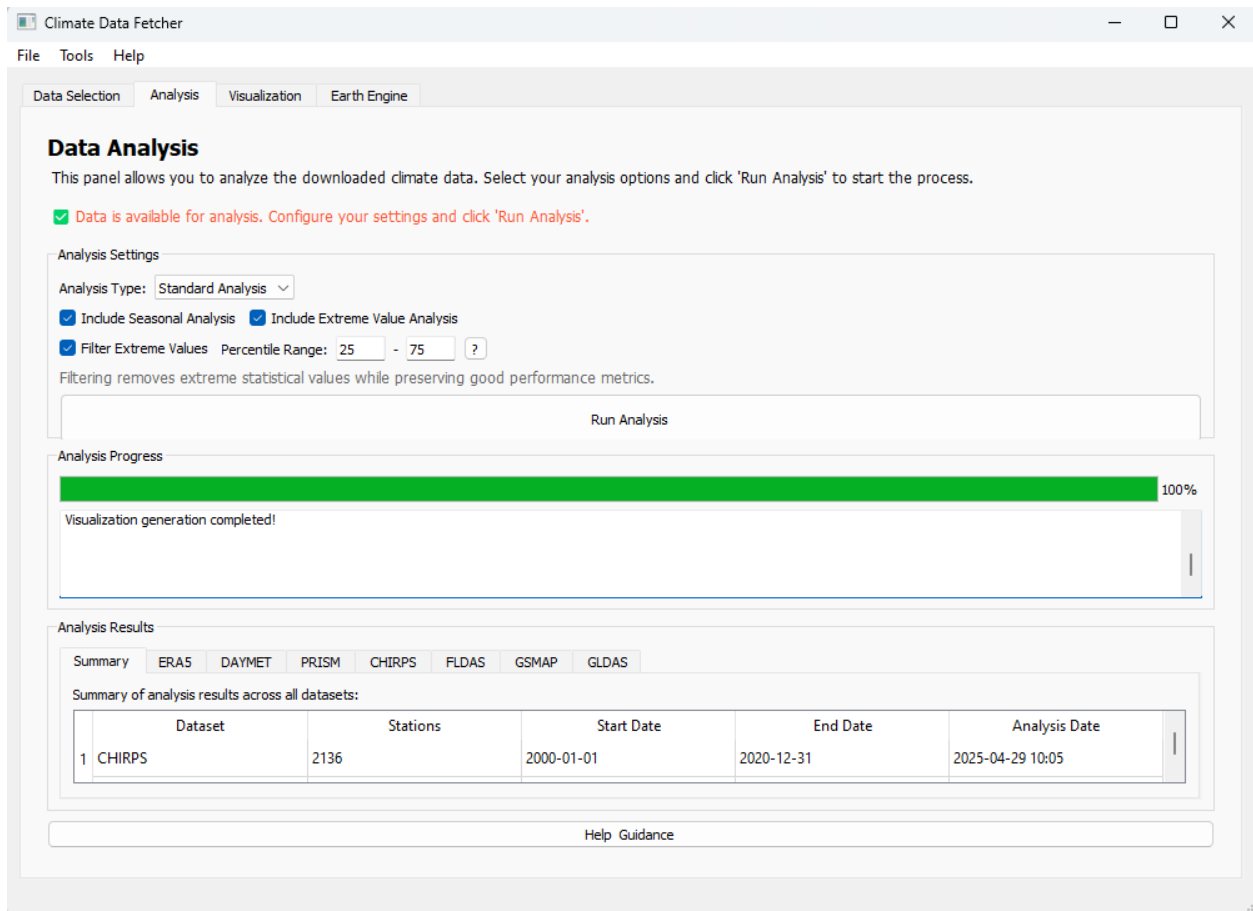 Climate Data Fetcher
File Tools Help
Data Selection Analysis Visualization Earth Engine
Data Analysis
This panel allows you to analyze the downloaded climate data. Select your analysis options and click 'Run Analysis' to start the process.
Data is available for analysis. Configure your settings and click 'Run Analysis'.
Analysis Settings
Analysis Type: Standard Analysis
Include Seasonal Analysis Include Extreme Value Analysis
Filter Extreme Values Percentile Range: 25 - 75 ?
Filtering removes extreme statistical values while preserving good performance metrics.
Run Analysis
Analysis Progress
100%
Visualization generation completed!
Analysis Results
Summary ERA5 DAYMET PRISM CHIRPS FLDAS GSMAP GLDAS
Summary of analysis results across all datasets:
Dataset Stations Start Date End Date Analysis Date
1 CHIRPS 2136 2000-01-01 2020-12-31 2025-04-29 10:05
Help Guidance